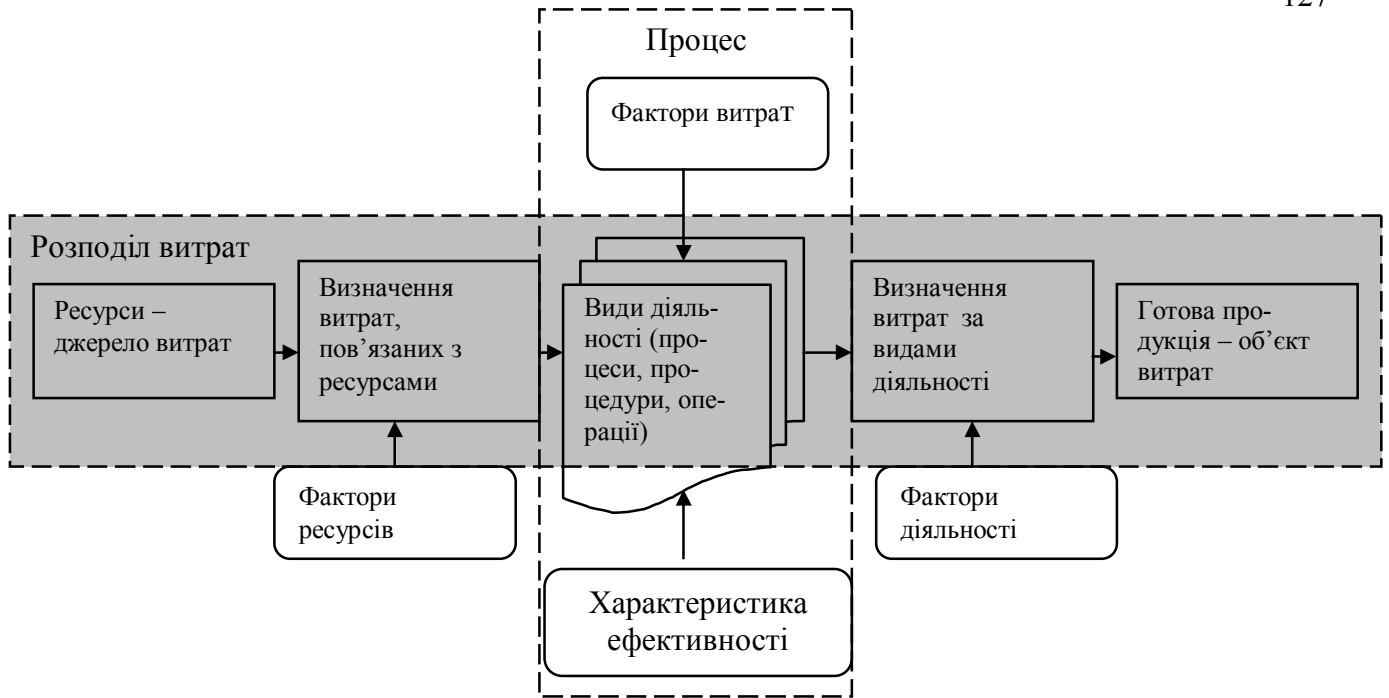 127
Процес
Фактори витрат
Розподіл витрат
Ресурси –
джерело витрат
Визначення
витрат,
пов’язаних з
ресурсами
Види діяль-
ності (про-
цеси, про-
цедури, опе-
рації)
Визначення
витрат за
видами
діяльності
Готова про-
дукція – об’єкт
витрат
Фактори
ресурсів
Фактори
діяльності
Характеристика
ефективності